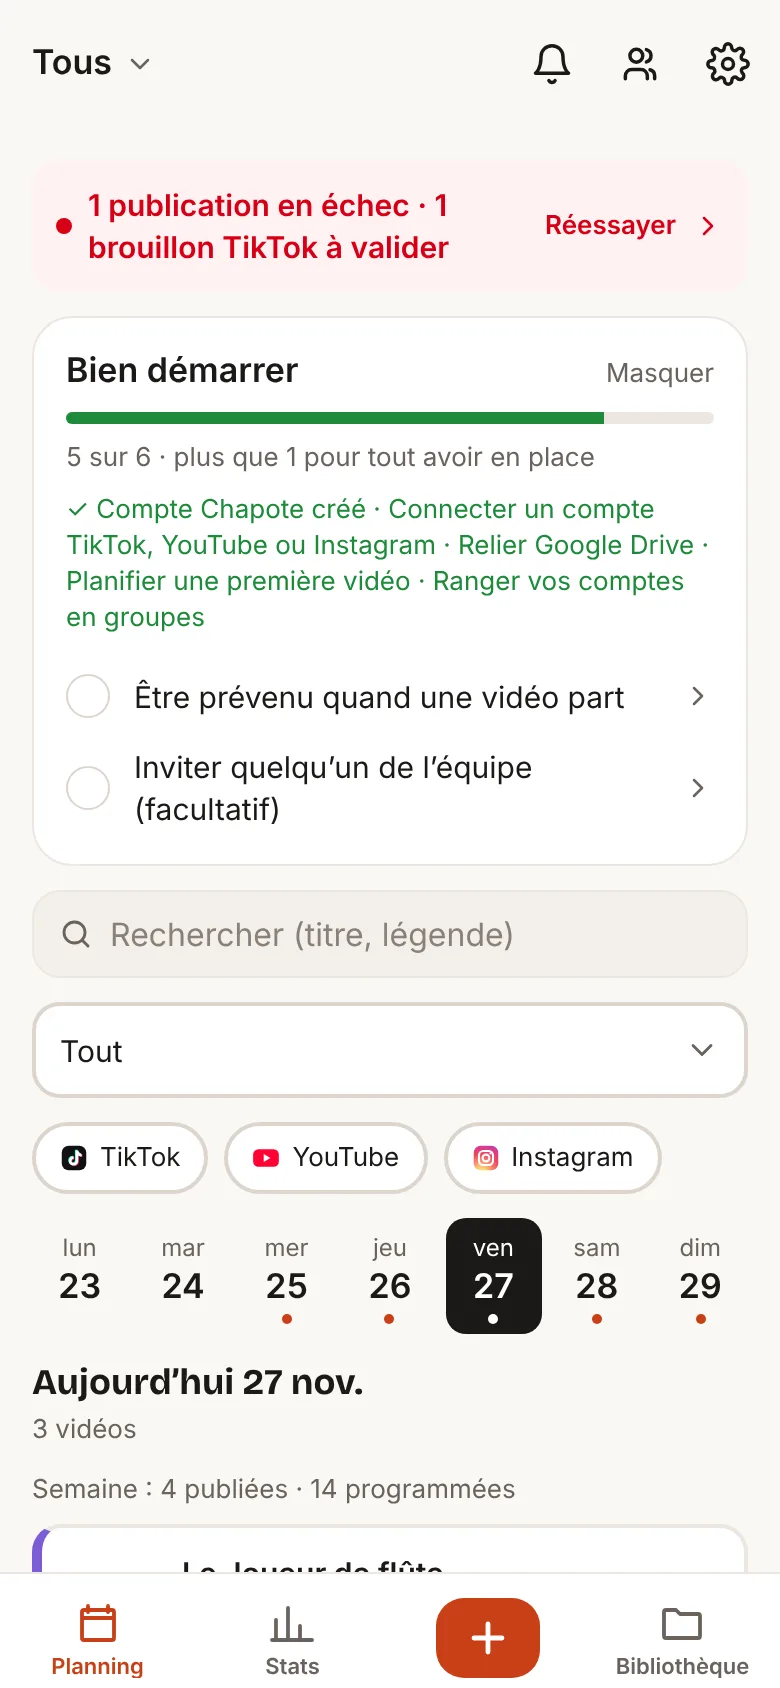 Tous
1 publication en échec · 1
brouillon TikTok à valider
Réessayer
Bien démarrer
Masquer
5 sur 6 · plus que 1 pour tout avoir en place
✓ Compte Chapote créé · Connecter un compte
TikTok, YouTube ou Instagram · Relier Google Drive ·
Planifier une première vidéo · Ranger vos comptes
en groupes
Être prévenu quand une vidéo part
Inviter quelqu’un de l’équipe
(facultatif)
Rechercher (titre, légende)
Tout
TikTok YouTube Instagram
lun mar mer jeu ven sam dim
23 24 25 26 27 28 29
Aujourd’hui 27 nov.
3 vidéos
Semaine : 4 publiées · 14 programmées
Le Joueur de flûte
Planning Stats Bibliothèque